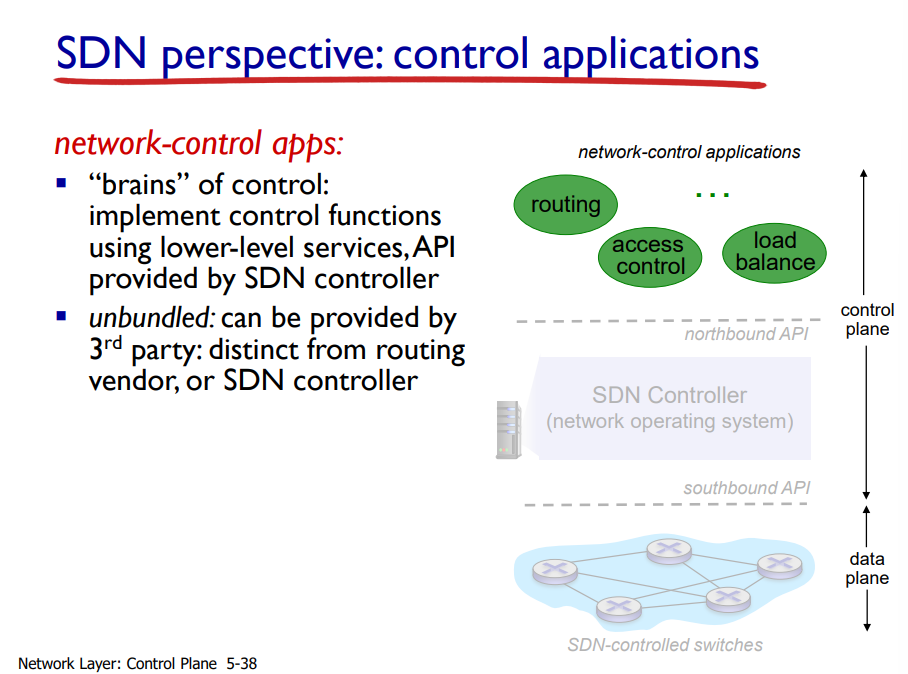 SDN perspective: control applications
network-control apps:
▪ “brains” of control:
implement control functions
using lower-level services, API
provided by SDN controller
▪ unbundled: can be provided by
3rd party: distinct from routing
vendor, or SDN controller
network-control applications
routing
. . .
access
control
load
balance
control
plane
northbound API
SDN Controller
(network operating system)
southbound API
data
plane
SDN-controlled switches
Network Layer: Control Plane 5-38